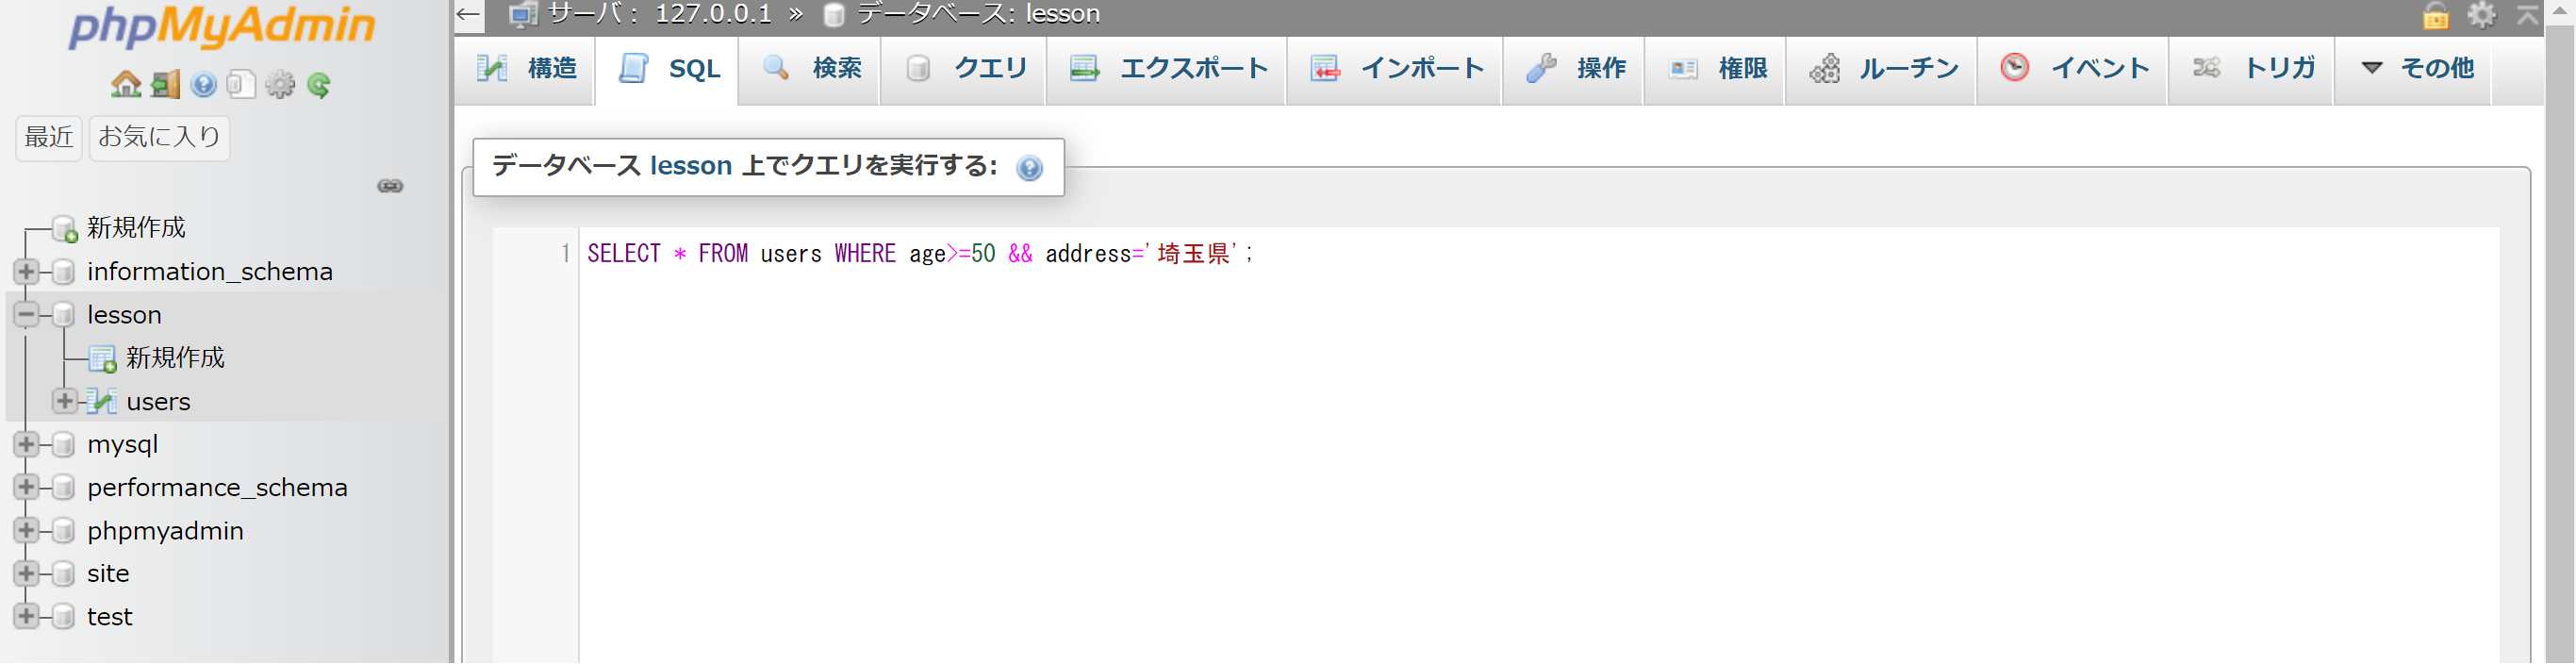 phpMyAdmin
最近 お気に入り
新規作成
information_schema
lesson
新規作成
users
mysql
performance_schema
phpmyadmin
site
test
← サーバ: 127.0.0.1 » データベース: lesson
構造 SQL 検索 クエリ エクスポート インポート 操作 権限 ルーチン イベント トリガ その他
データベース lesson 上でクエリを実行する:
1 SELECT * FROM users WHERE age>=50 && address='埼玉県';